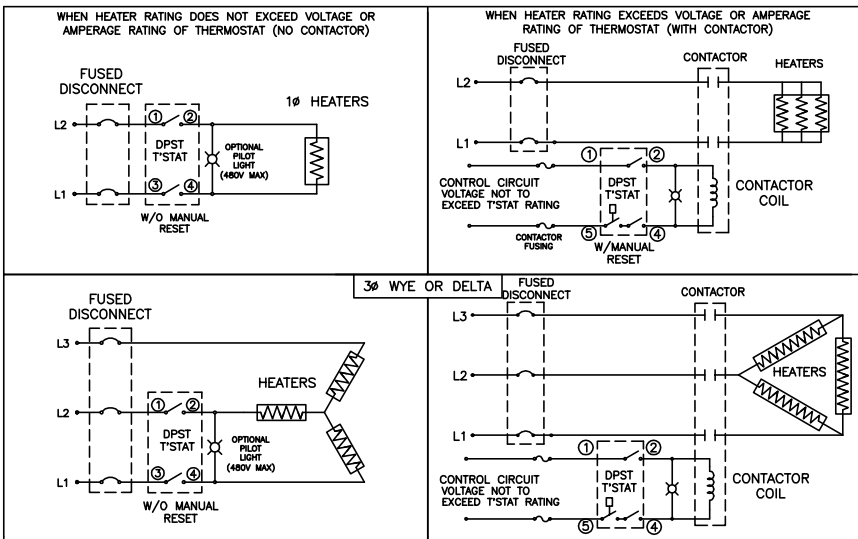 WHEN HEATER RATING DOES NOT EXCEED VOLTAGE OR
AMPERAGE RATING OF THERMOSTAT (NO CONTACTOR)
FUSED
DISCONNECT
1Ø HEATERS
L2
1 2
DPST
T'STAT
OPTIONAL
PILOT
LIGHT
(480V MAX)
L1
3 4
W/O MANUAL
RESET
WHEN HEATER RATING EXCEEDS VOLTAGE OR AMPERAGE
RATING OF THERMOSTAT (WITH CONTACTOR)
FUSED
DISCONNECT
CONTACTOR
HEATERS
L2
L1
1 2
CONTROL CIRCUIT
VOLTAGE NOT TO
EXCEED T'STAT RATING
DPST
T'STAT
CONTACTOR
COIL
5 4
CONTACTOR
FUSING
W/MANUAL
RESET
3Ø WYE OR DELTA
FUSED
DISCONNECT
L3
HEATERS
L2
1 2
DPST
T'STAT
OPTIONAL
PILOT
LIGHT
(480V MAX)
L1
3 4
W/O MANUAL
RESET
FUSED
DISCONNECT
CONTACTOR
L3
L2
HEATERS
L1
1 2
CONTROL CIRCUIT
VOLTAGE NOT TO
EXCEED T'STAT RATING
DPST
T'STAT
CONTACTOR
COIL
5 4